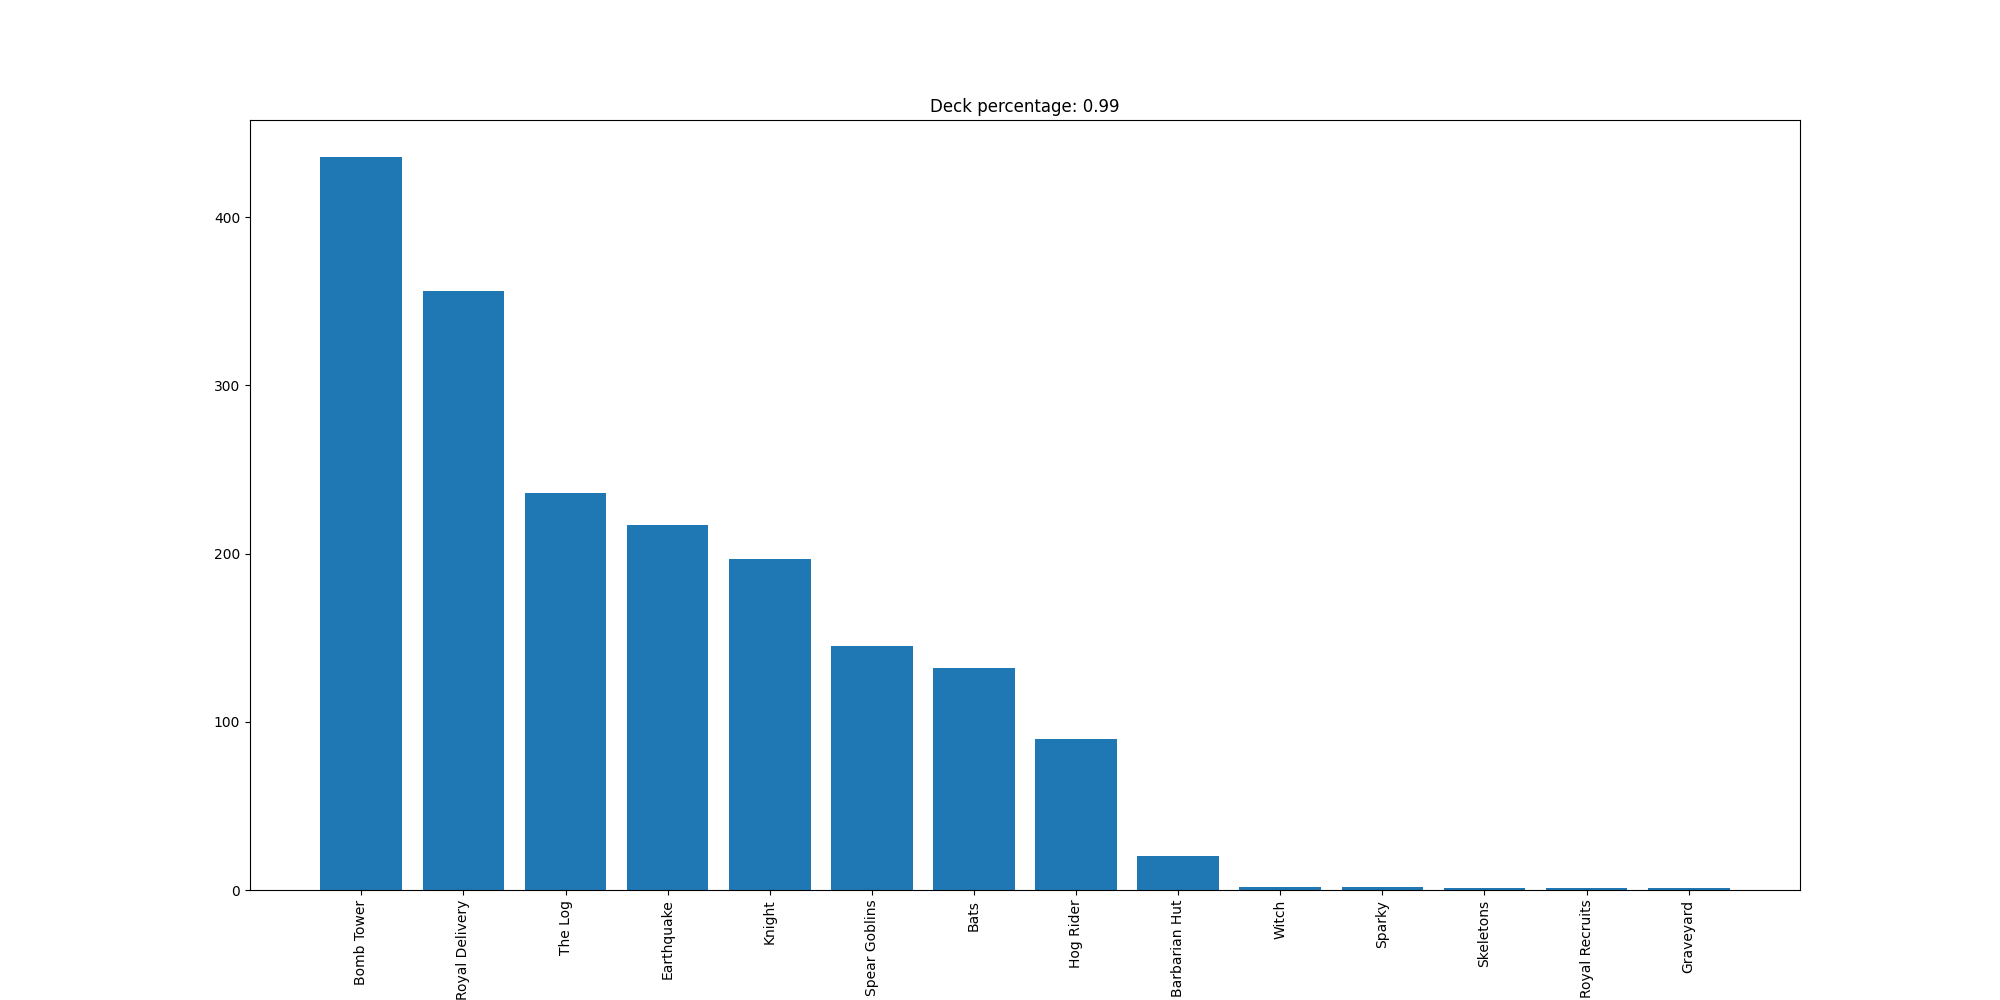 Deck percentage: 0.99
400
300
200
100
0
Bomb Tower
Royal Delivery
The Log
Earthquake
Knight
Spear Goblins
Bats
Hog Rider
Barbarian Hut
Witch
Sparky
Skeletons
Royal Recruits
Graveyard